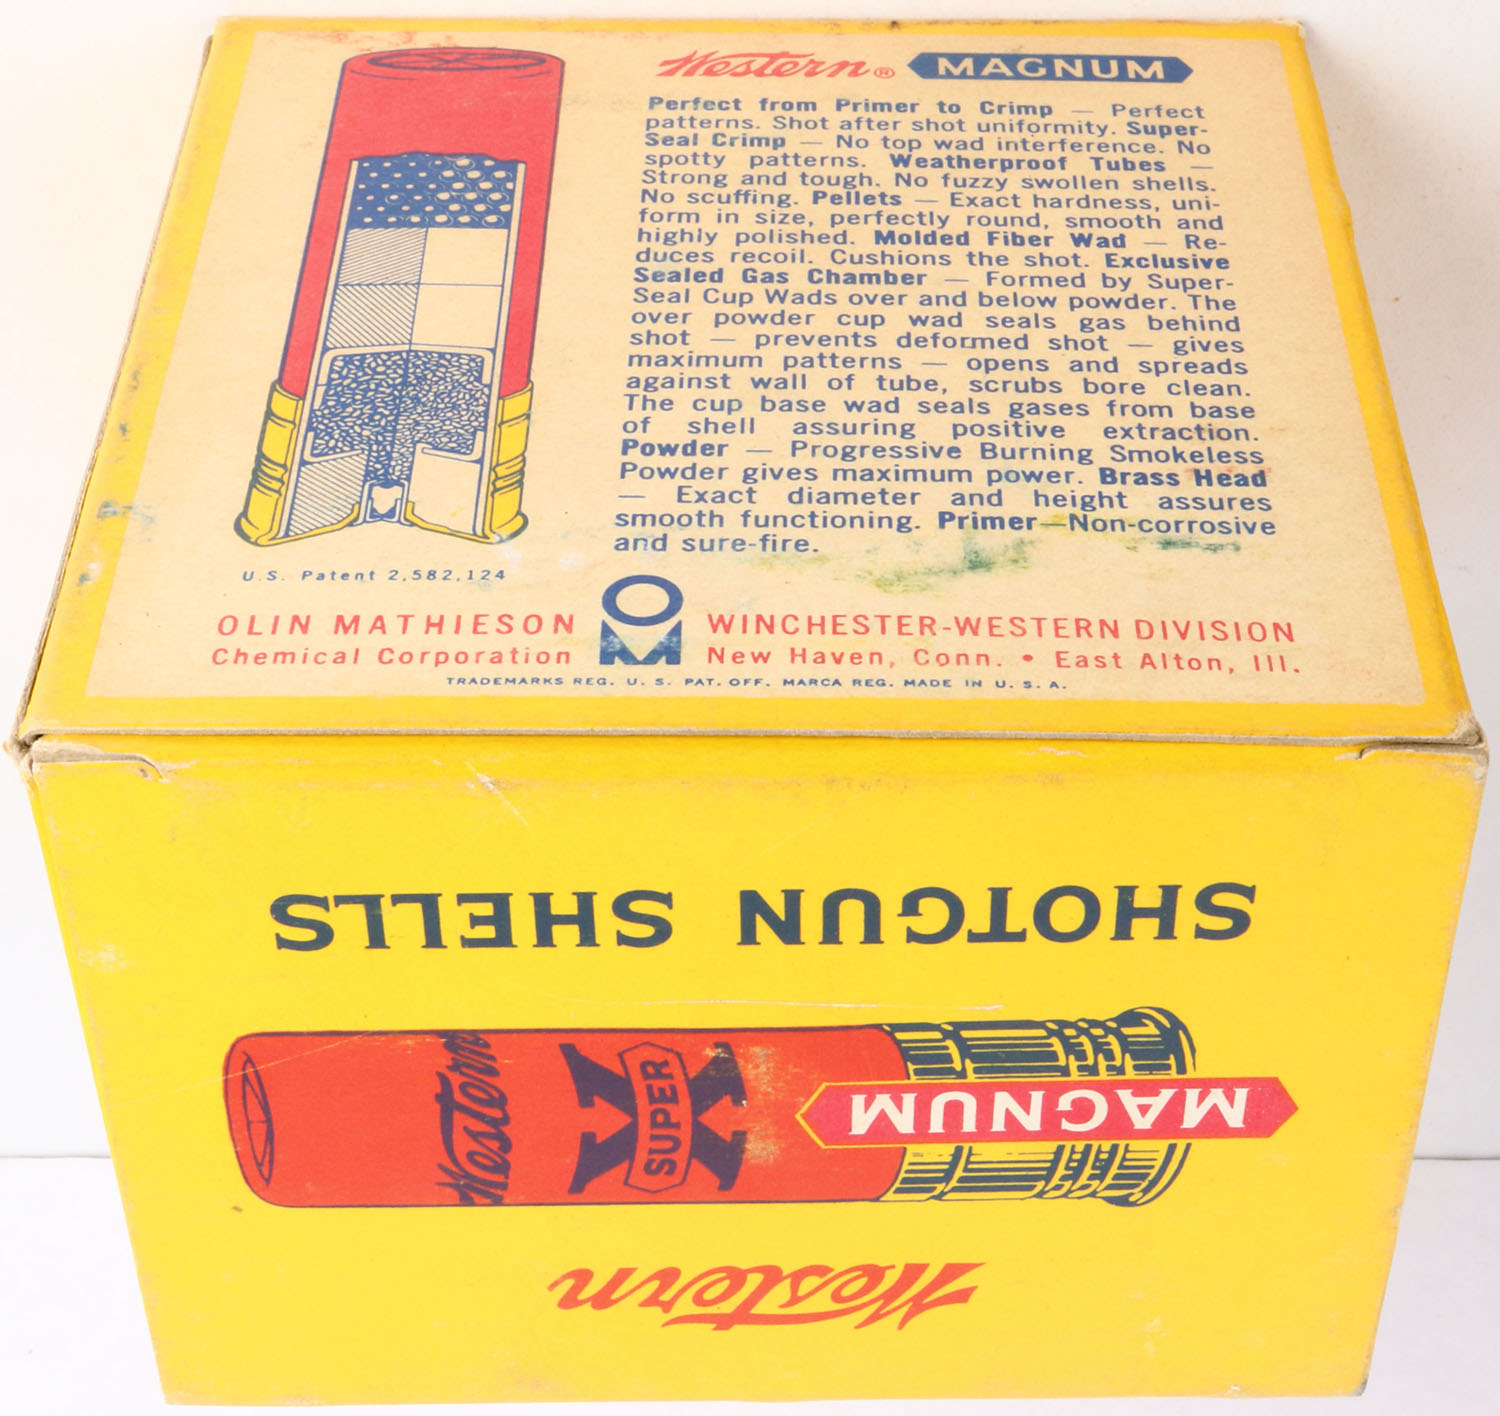 Western® MAGNUM
Perfect from Primer to Crimp — Perfect
patterns. Shot after shot uniformity. Super-
Seal Crimp — No top wad interference. No
spotty patterns. Weatherproof Tubes —
Strong and tough. No fuzzy swollen shells.
No scuffing. Pellets — Exact hardness, uni-
form in size, perfectly round, smooth and
highly polished. Molded Fiber Wad — Re-
duces recoil. Cushions the shot. Exclusive
Sealed Gas Chamber — Formed by Super-
Seal Cup Wads over and below powder. The
over powder cup wad seals gas behind
shot — prevents deformed shot — gives
maximum patterns — opens and spreads
against wall of tube, scrubs bore clean.
The cup base wad seals gases from base
of shell assuring positive extraction.
Powder — Progressive Burning Smokeless
Powder gives maximum power. Brass Head
— Exact diameter and height assures
smooth functioning. Primer—Non-corrosive
and sure-fire.
U.S. Patent 2,582,124
OLIN MATHIESON
Chemical Corporation
OM
WINCHESTER-WESTERN DIVISION
New Haven, Conn. • East Alton, Ill.
TRADEMARKS REG. U. S. PAT. OFF. MARCA REG. MADE IN U. S. A.
Western
MAGNUM
SUPER X
Western
SHOTGUN SHELLS